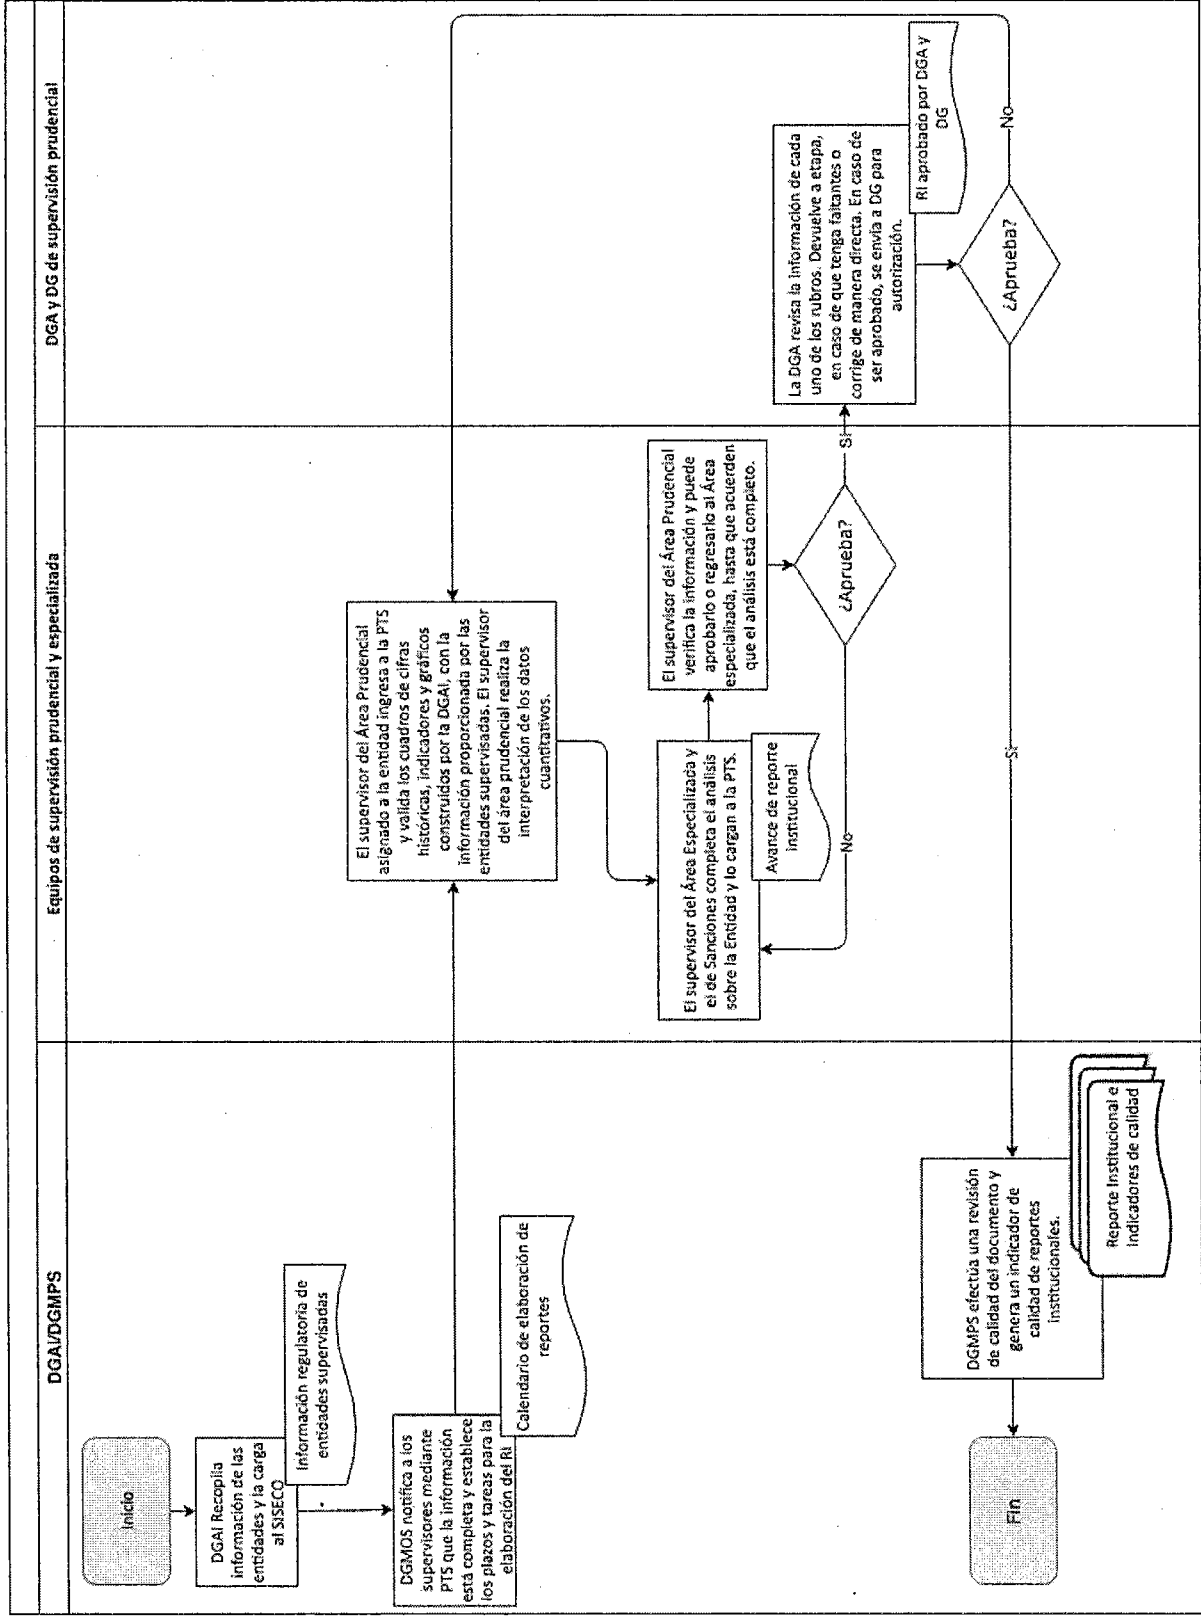 DGAI/DGMPS
Equipos de supervisión prudencial y especializada
DGA y DG de supervisión prudencial
Inicio
DGAI Recopila
información de las
entidades y la carga
al SISECO
Información regulatoria de
entidades supervisadas
DGMOS notifica a los
supervisores mediante
PTS que la información
está completa y establece
los plazos y tareas para la
elaboración del RI
Calendario de elaboración de
reportes
El supervisor del Área Prudencial
asignado a la entidad ingresa a la PTS
y valida los cuadros de cifras
históricas, indicadores y gráficos
construidos por la DGAI, con la
información proporcionada por las
entidades supervisadas. El supervisor
del área prudencial realiza la
interpretación de los datos
cuantitativos.
El supervisor del Área Especializada y
el de Sanciones completa el análisis
sobre la Entidad y lo cargan a la PTS.
Avance de reporte
institucional
El supervisor del Área Prudencial
verifica la información y puede
aprobarlo o regresarlo al Área
especializada, hasta que acuerden
que el análisis está completo.
¿Aprueba?
No
Si
La DGA revisa la información de cada
uno de los rubros. Devuelve a etapa,
en caso de que tenga faltantes o
corrige de manera directa. En caso de
ser aprobado, se envía a DG para
autorización.
RI aprobado por DGA y
DG
¿Aprueba?
No
Si
DGMPS efectúa una revisión
de calidad del documento y
genera un indicador de
calidad de reportes
institucionales.
Reporte Institucional e
Indicadores de calidad
Fin